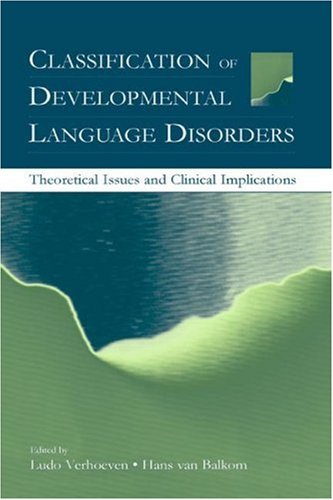 CLASSIFICATION OF
DEVELOPMENTAL
LANGUAGE DISORDERS
Theoretical Issues and Clinical Implications
Edited by
Ludo Verhoeven • Hans van Balkom